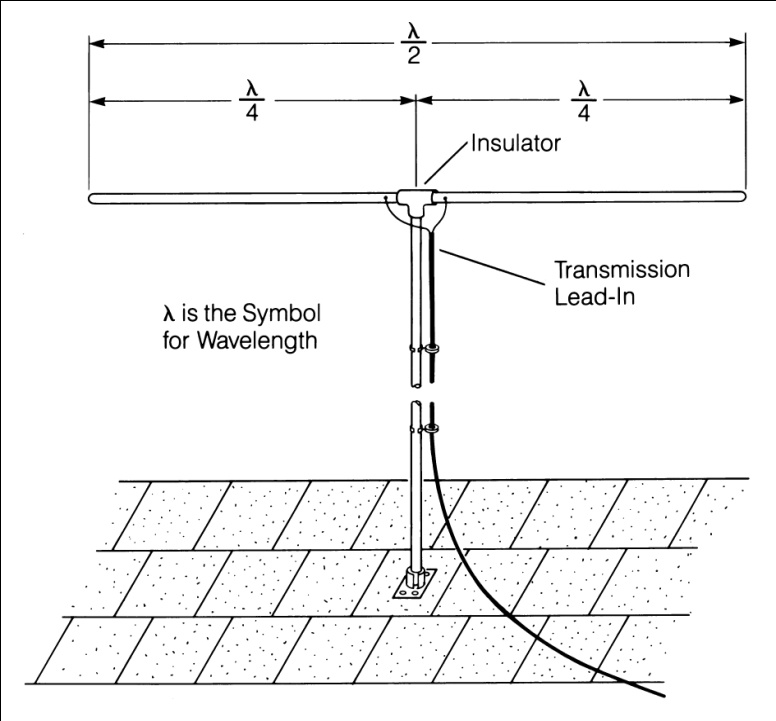 λ
2
λ
4
λ
4
Insulator
Transmission
Lead-In
λ is the Symbol
for Wavelength